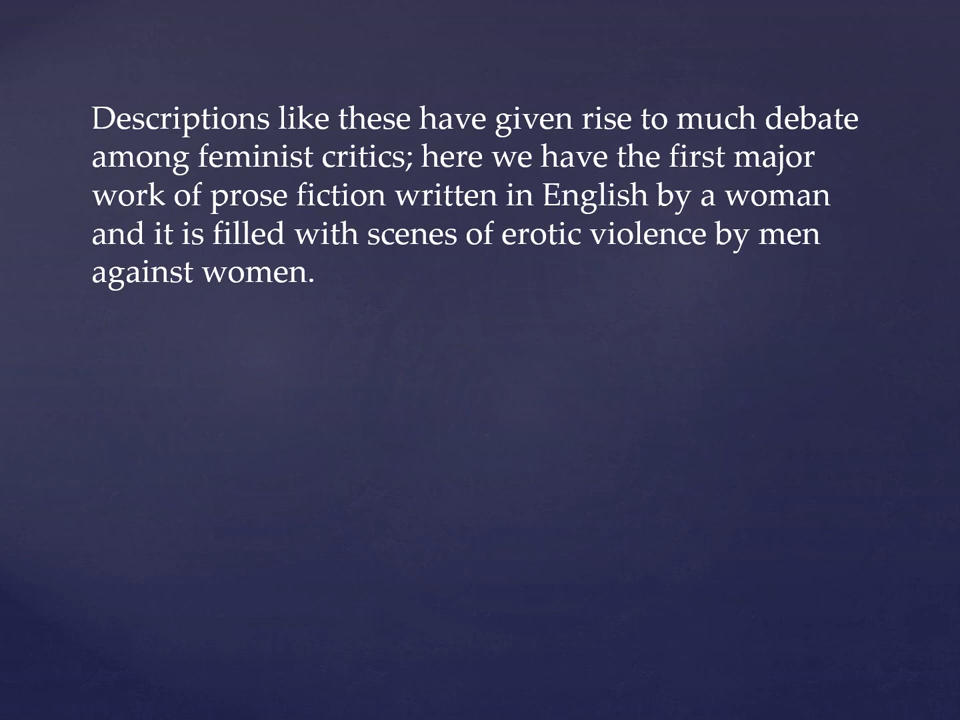 Descriptions like these have given rise to much debate
among feminist critics; here we have the first major
work of prose fiction written in English by a woman
and it is filled with scenes of erotic violence by men
against women.